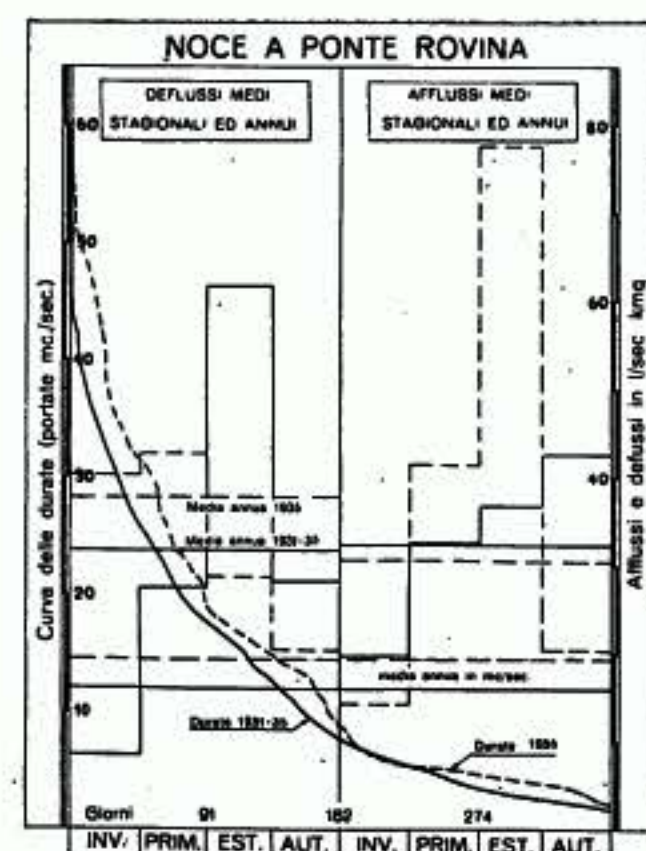 NOCE A PONTE ROVINA
DEFLUSSI MEDI
STAGIONALI ED ANNUI
AFFLUSSI MEDI
STAGIONALI ED ANNUI
Curva delle durate (portate mc./sec.)
60
50
40
30
20
10
80
60
40
Afflussi e deflussi in l/sec kmq
Media annua 1935
Media annua 1931-35
media annua in mc/sec.
Durate 1931-35
Durate 1935
Giorni 91 182 274
INV. PRIM. EST. AUT. INV. PRIM. EST. AUT.